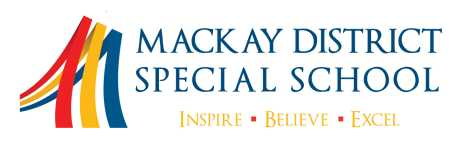 MACKAY DISTRICT
SPECIAL SCHOOL
INSPIRE ▪ BELIEVE ▪ EXCEL